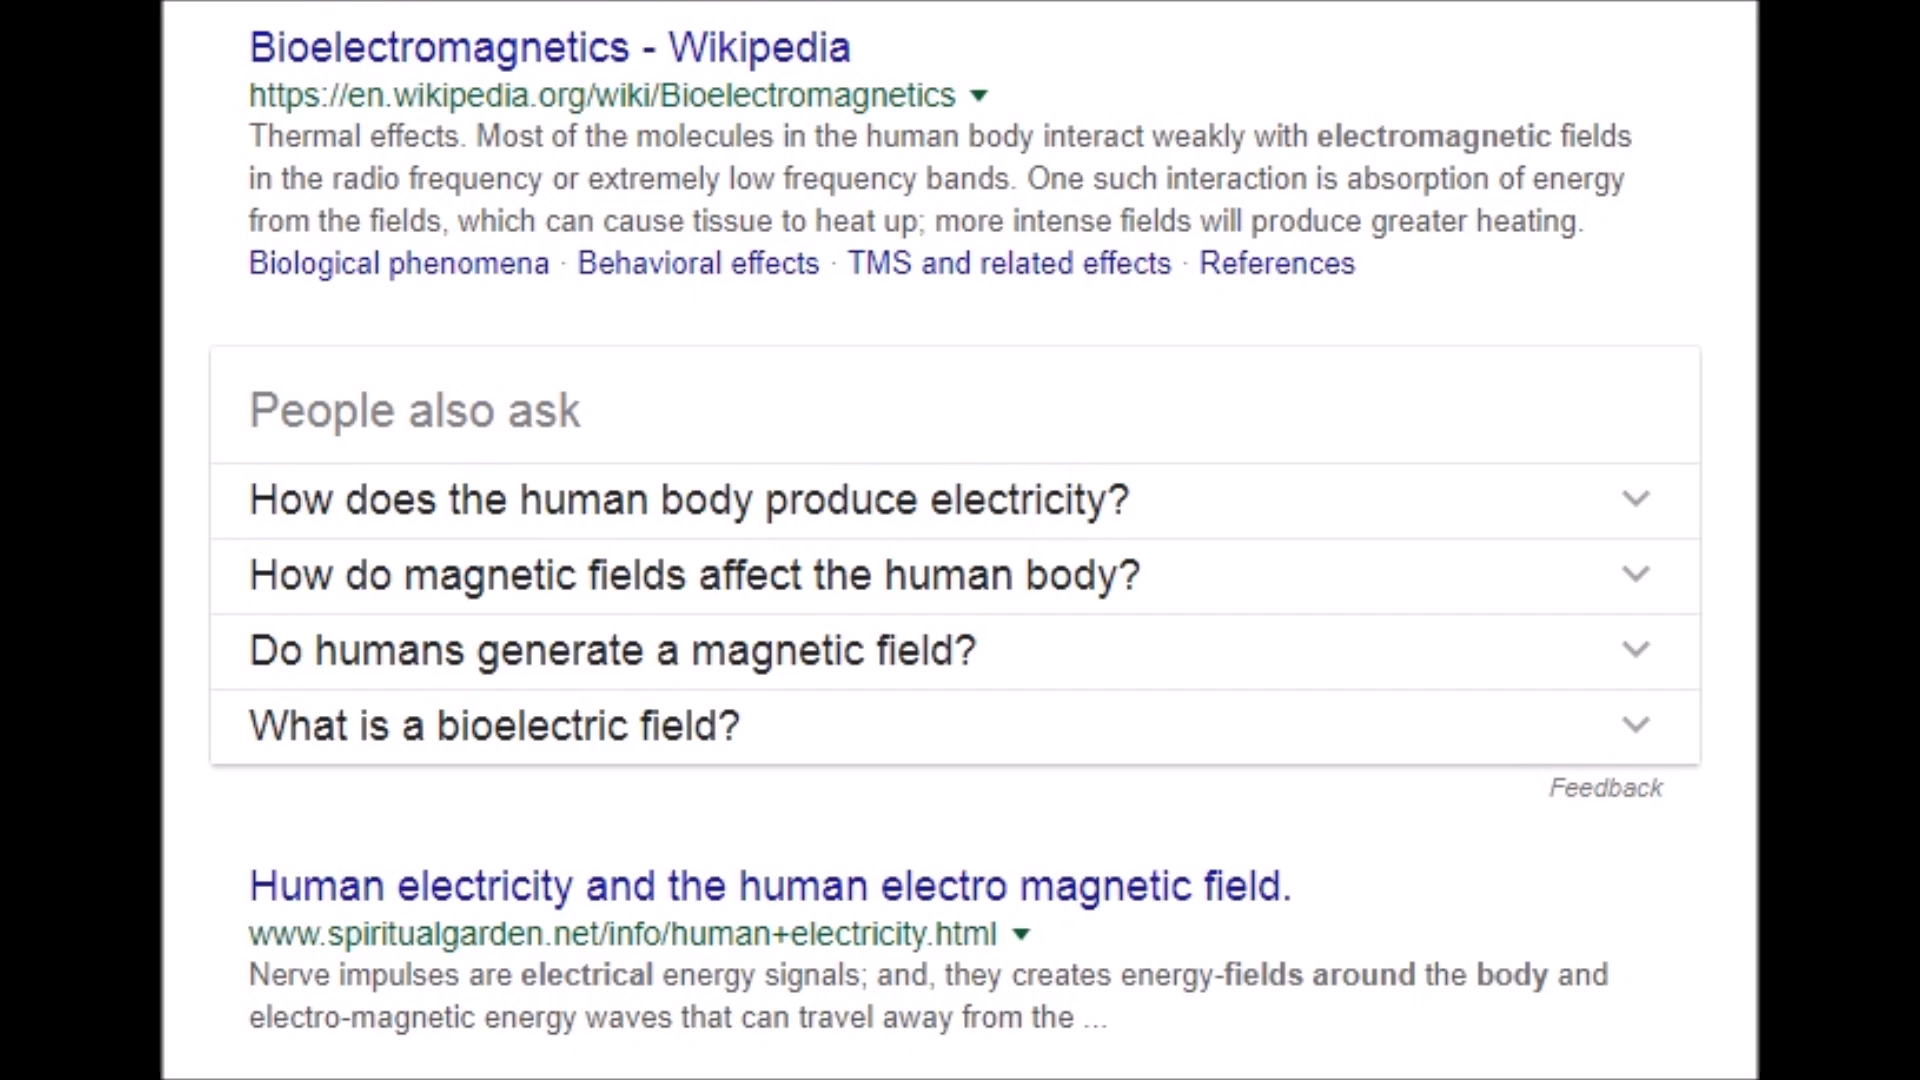 Bioelectromagnetics - Wikipedia
https://en.wikipedia.org/wiki/Bioelectromagnetics
Thermal effects. Most of the molecules in the human body interact weakly with electromagnetic fields
in the radio frequency or extremely low frequency bands. One such interaction is absorption of energy
from the fields, which can cause tissue to heat up; more intense fields will produce greater heating.
Biological phenomena · Behavioral effects · TMS and related effects · References
People also ask
How does the human body produce electricity?
How do magnetic fields affect the human body?
Do humans generate a magnetic field?
What is a bioelectric field?
Feedback
Human electricity and the human electro magnetic field.
www.spiritualgarden.net/info/human+electricity.html
Nerve impulses are electrical energy signals; and, they creates energy-fields around the body and
electro-magnetic energy waves that can travel away from the ...